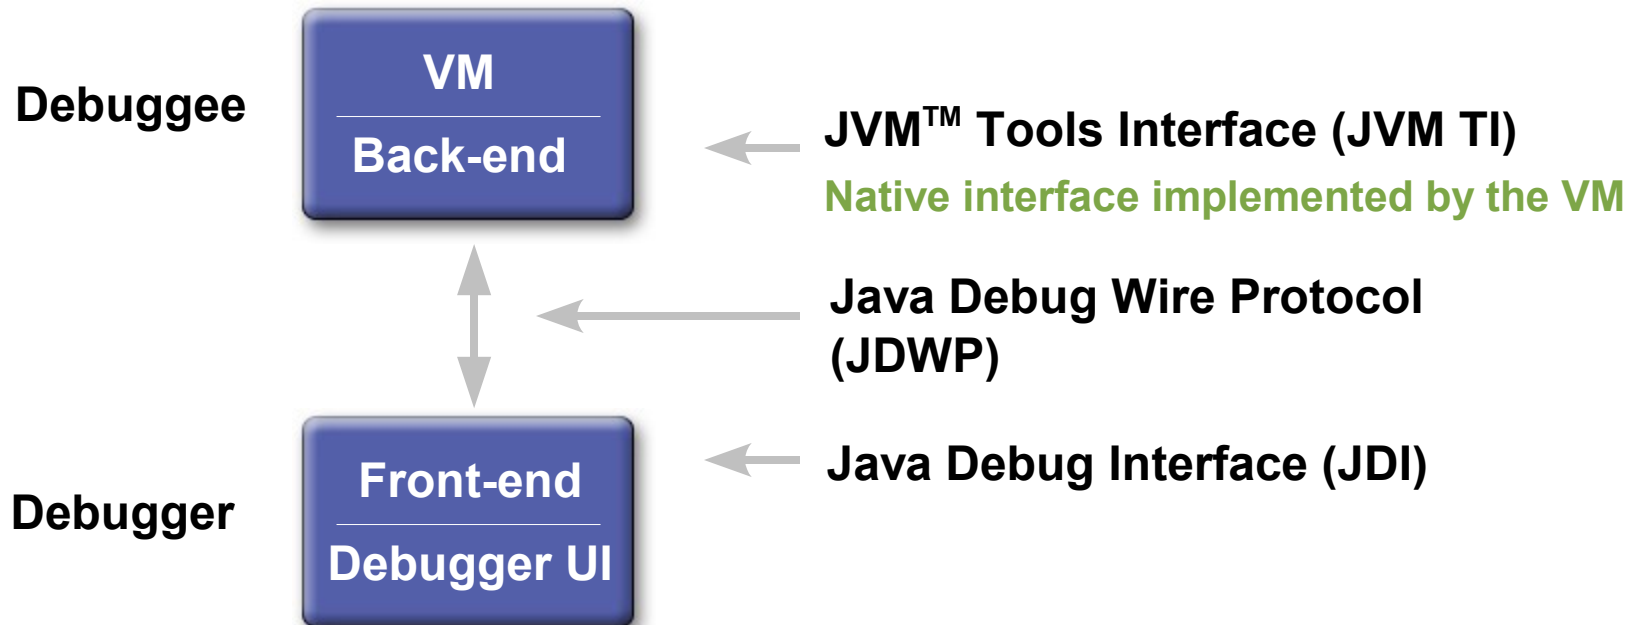 Debuggee
VM
Back-end
JVM™ Tools Interface (JVM TI)
Native interface implemented by the VM
Java Debug Wire Protocol
(JDWP)
Debugger
Front-end
Debugger UI
Java Debug Interface (JDI)